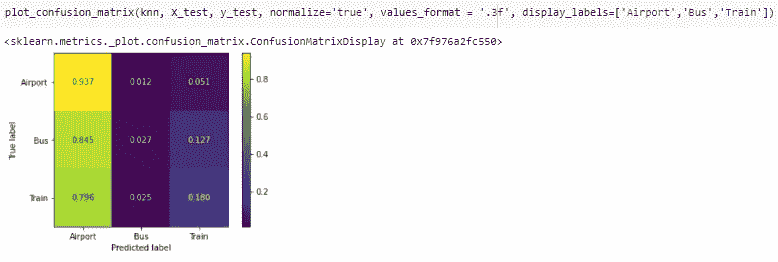 plot_confusion_matrix(knn, X_test, y_test, normalize='true', values_format = '.3f', display_labels=['Airport','Bus','Train'])
<sklearn.metrics._plot.confusion_matrix.ConfusionMatrixDisplay at 0x7f976a2fc550>
Airport 0.937 0.012 0.051 0.8
0.6
True label Bus 0.845 0.027 0.127
0.4
Train 0.796 0.025 0.180 0.2
Airport Bus Train
Predicted label